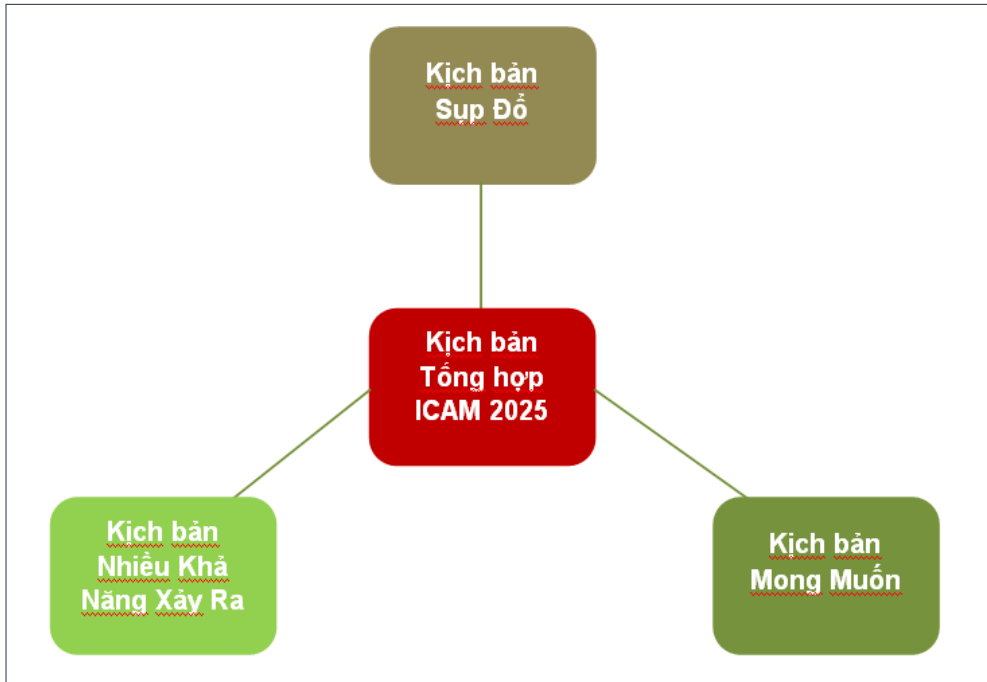 Kịch bản
Sụp Đổ
Kịch bản
Tổng hợp
ICAM 2025
Kịch bản
Nhiều Khả
Năng Xảy Ra
Kịch bản
Mong Muốn